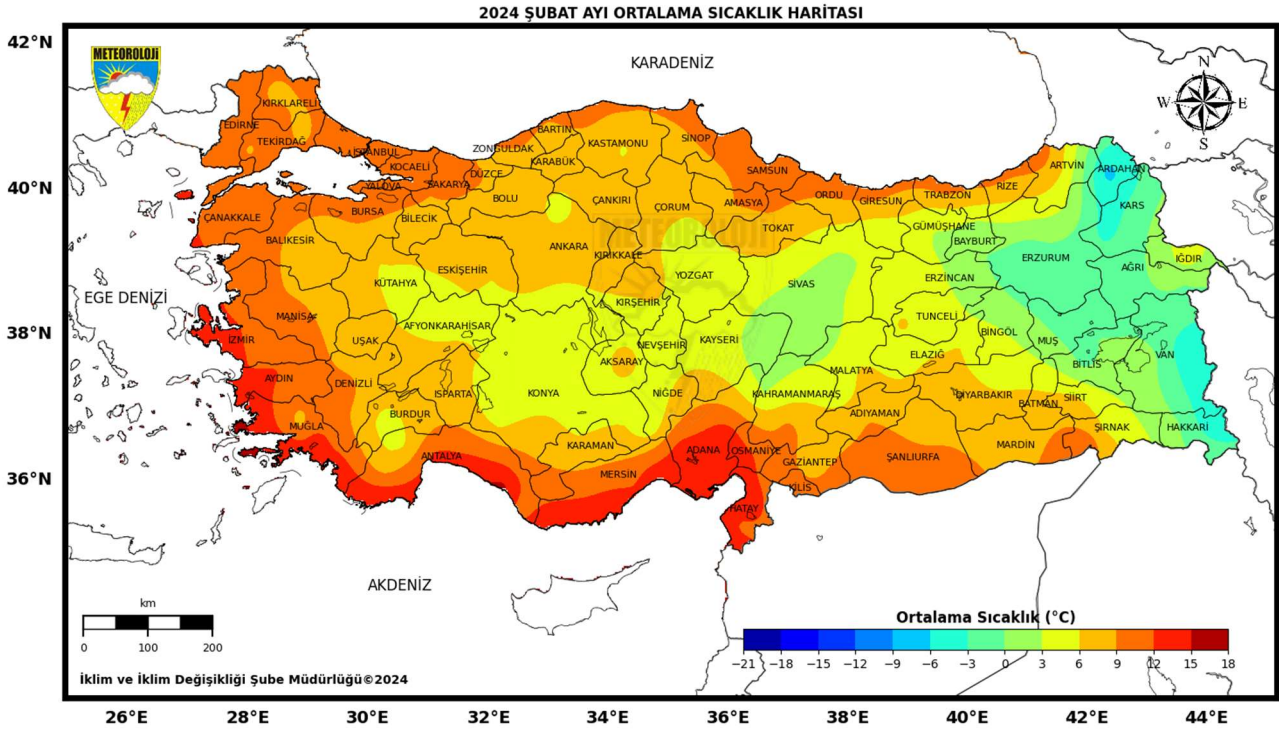 2024 ŞUBAT AYI ORTALAMA SICAKLIK HARİTASI
42°N
40°N
38°N
36°N
METEOROLOJİ
KARADENİZ
N
W
E
S
KIRKLARELİ
EDİRNE
TEKİRDAĞ
İSTANBUL
KOCAELİ
YALOVA
SAKARYA
DÜZCE
ZONGULDAK
BARTIN
KARABÜK
KASTAMONU
SİNOP
SAMSUN
ORDU
GİRESUN
TRABZON
RİZE
ARTVİN
ARDAHAN
KARS
ÇANAKKALE
BURSA
BİLECİK
BOLU
ÇANKIRI
ÇORUM
AMASYA
TOKAT
GÜMÜŞHANE
BAYBURT
ERZURUM
AĞRI
IĞDIR
BALIKESİR
ESKİŞEHİR
ANKARA
KIRIKKALE
METEOROLOJİ
YOZGAT
SİVAS
ERZİNCAN
EGE DENİZİ
KÜTAHYA
KIRŞEHİR
MANİSA
AFYONKARAHİSAR
TUNCELİ
BİNGÖL
MUŞ
İZMİR
UŞAK
NEVŞEHİR
KAYSERİ
ELAZIĞ
BİTLİS
VAN
AYDIN
DENİZLİ
AKSARAY
MALATYA
ISPARTA
KONYA
NİĞDE
KAHRAMANMARAŞ
DİYARBAKIR
BATMAN
SİİRT
MUĞLA
BURDUR
ADIYAMAN
ŞIRNAK
HAKKARİ
KARAMAN
MARDİN
ANTALYA
ADANA
OSMANİYE
GAZİANTEP
ŞANLIURFA
MERSİN
KİLİS
HATAY
AKDENİZ
km
0 100 200
Ortalama Sıcaklık (°C)
−21 −18 −15 −12 −9 −6 −3 0 3 6 9 12 15 18
İklim ve İklim Değişikliği Şube Müdürlüğü©2024
26°E 28°E 30°E 32°E 34°E 36°E 38°E 40°E 42°E 44°E